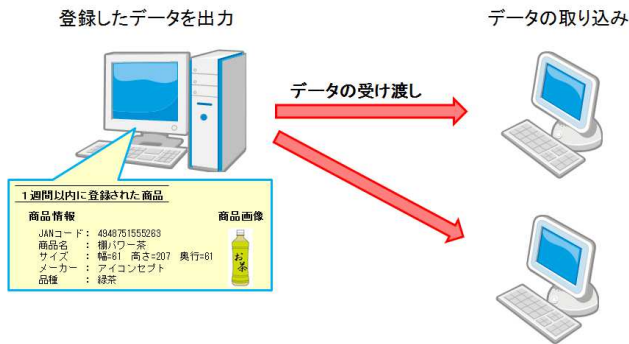 登録したデータを出力
データの取り込み
データの受け渡し
1週間以内に登録された商品
商品情報
商品画像
JANコード: 4948751555263
商品名 : 棚パワー茶
サイズ : 幅=61 高さ=207 奥行=61
メーカー : アイコンセプト
品種 : 緑茶
お茶